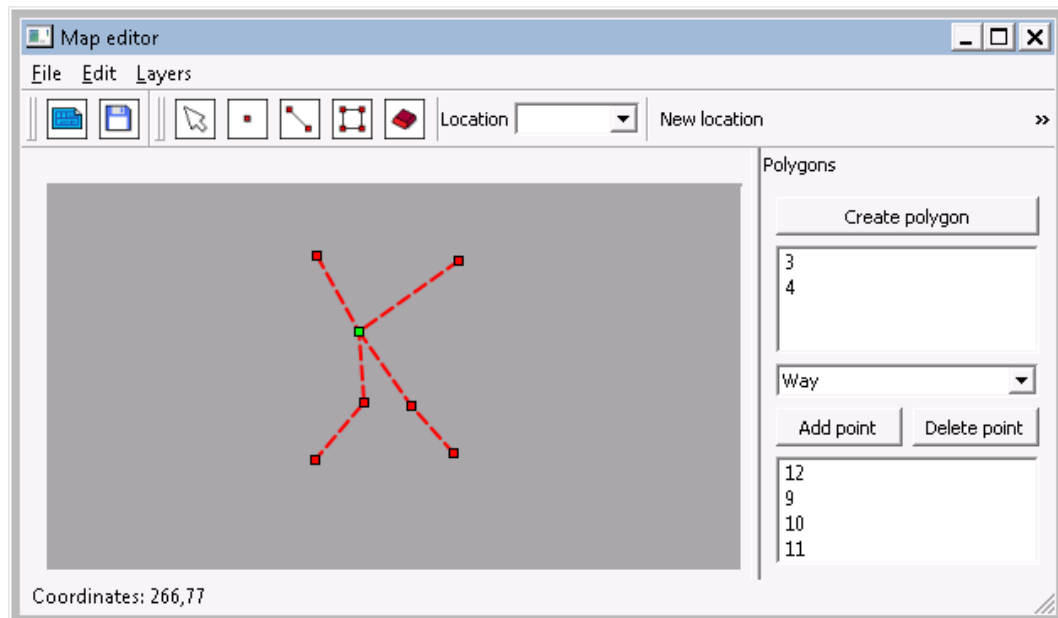 Map editor
File Edit Layers
Location New location »
Polygons
Create polygon
3
4
Way
Add point Delete point
12
9
10
11
Coordinates: 266,77